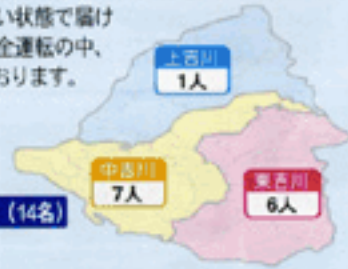 い状態で届け
全運転の中、
おります。
上吉川
1人
中吉川
7人
東吉川
6人
(14名)